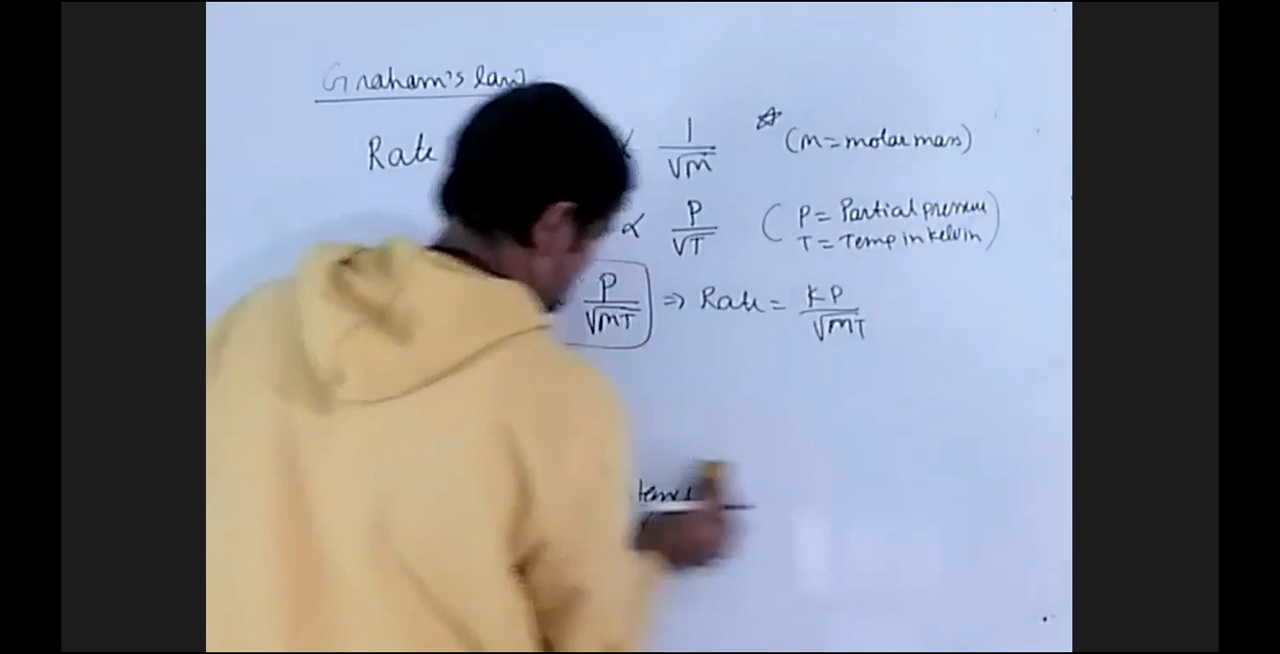 Graham's law
Rate ∝ 1/√M (M = molar mass)
∝ P/√T ( P = Partial pressure
T = Temp in kelvin )
P/√MT ⇒ Rate = KP/√MT